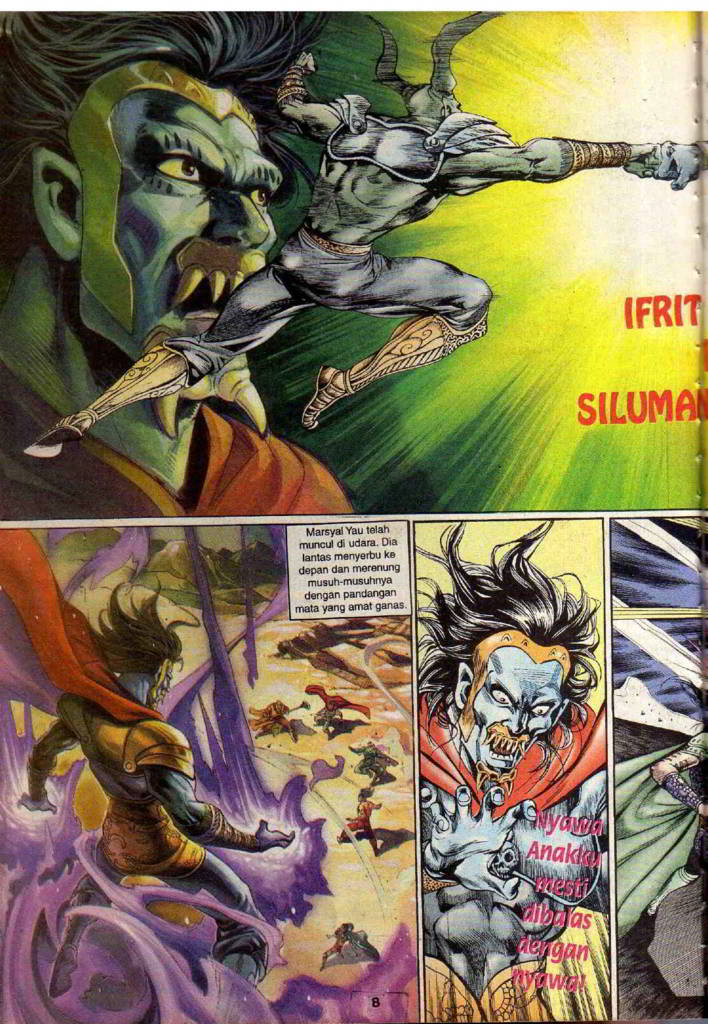 IFRIT
SILUMAN
Marsyal Yau telah
muncul di udara. Dia
lantas menyerbu ke
depan dan merenung
musuh-musuhnya
dengan pandangan
mata yang amat ganas.
Nyawa
Anakku
mesti
dibalas
dengan
nyawa!
8